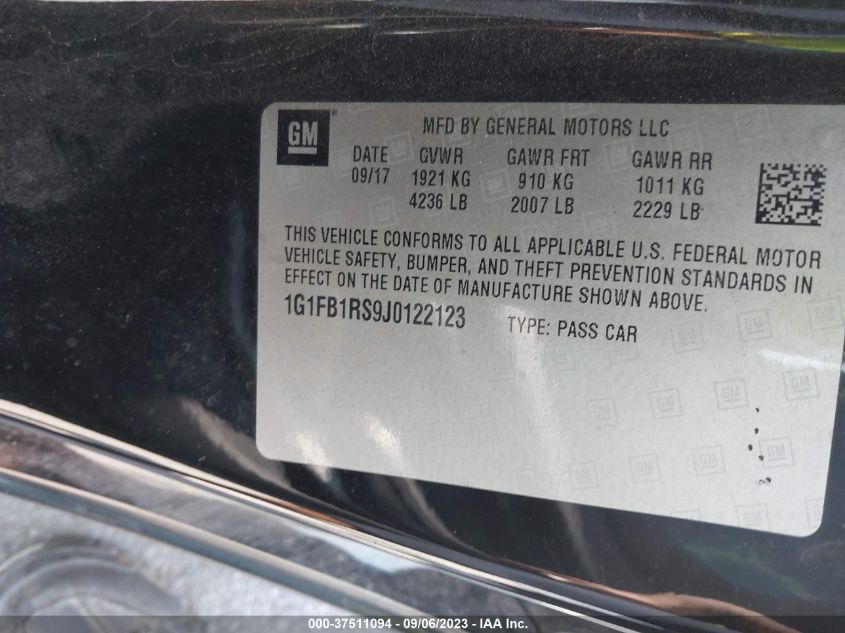 GM
MFD BY GENERAL MOTORS LLC
DATE GVWR GAWR FRT GAWR RR
09/17 1921 KG 910 KG 1011 KG
4236 LB 2007 LB 2229 LB
THIS VEHICLE CONFORMS TO ALL APPLICABLE U.S. FEDERAL MOTOR
VEHICLE SAFETY, BUMPER, AND THEFT PREVENTION STANDARDS IN
EFFECT ON THE DATE OF MANUFACTURE SHOWN ABOVE.
1G1FB1RS9J0122123 TYPE: PASS CAR
000-37511094 - 09/06/2023 - IAA Inc.